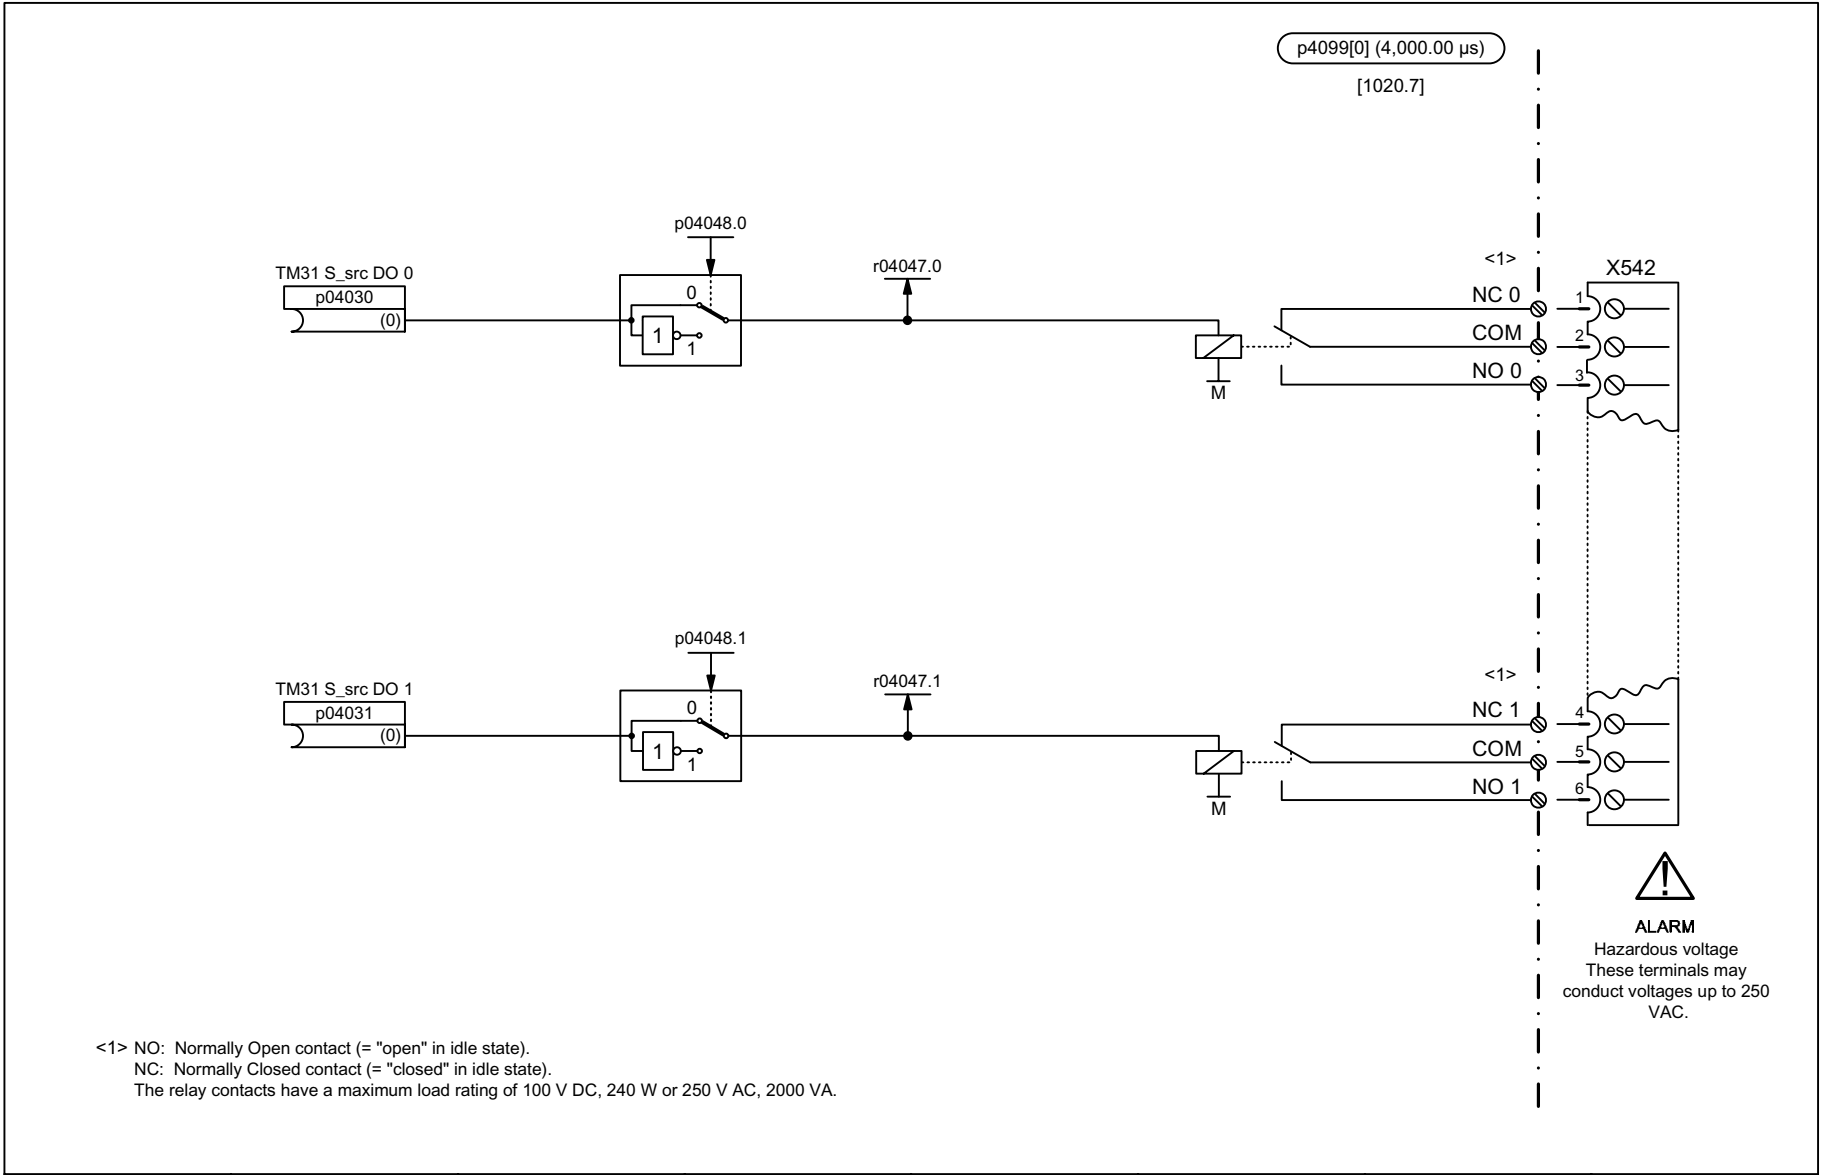 p4099[0] (4,000.00 µs)
[1020.7]
p04048.0
TM31 S_src DO 0
p04030
(0)
0
1
1
r04047.0
M
<1>
NC 0
COM
NO 0
X542
1
2
3
p04048.1
TM31 S_src DO 1
p04031
(0)
0
1
1
r04047.1
M
<1>
NC 1
COM
NO 1
4
5
6
ALARM
Hazardous voltage
These terminals may
conduct voltages up to 250
VAC.
<1> NO: Normally Open contact (= "open" in idle state).
NC: Normally Closed contact (= "closed" in idle state).
The relay contacts have a maximum load rating of 100 V DC, 240 W or 250 V AC, 2000 VA.